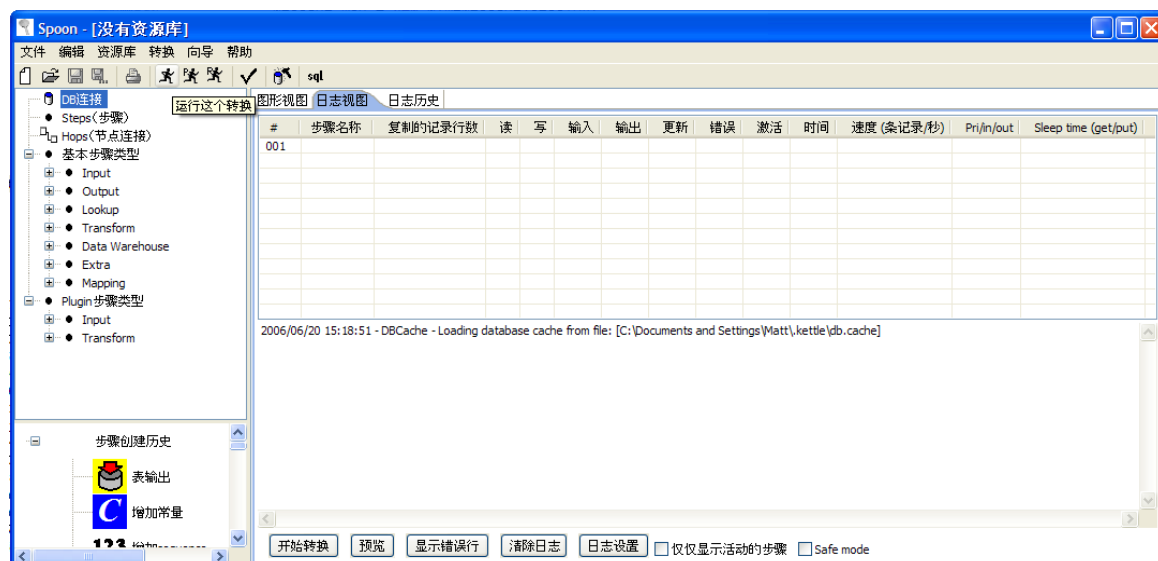 Spoon - [没有资源库]
文件 编辑 资源库 转换 向导 帮助
sql
DB连接
运行这个转换
Steps(步骤)
Hops(节点连接)
基本步骤类型
Input
Output
Lookup
Transform
Data Warehouse
Extra
Mapping
Plugin步骤类型
Input
Transform
步骤创建历史
表输出
C 增加常量
123
图形视图 日志视图 日志历史
# 步骤名称 复制的记录行数 读 写 输入 输出 更新 错误 激活 时间 速度 (条记录/秒) Pri/in/out Sleep time (get/put)
001
2006/06/20 15:18:51 - DBCache - Loading database cache from file: [C:\Documents and Settings\Matt\.kettle\db.cache]
开始转换 预览 显示错误行 清除日志 日志设置 仅仅显示活动的步骤 Safe mode